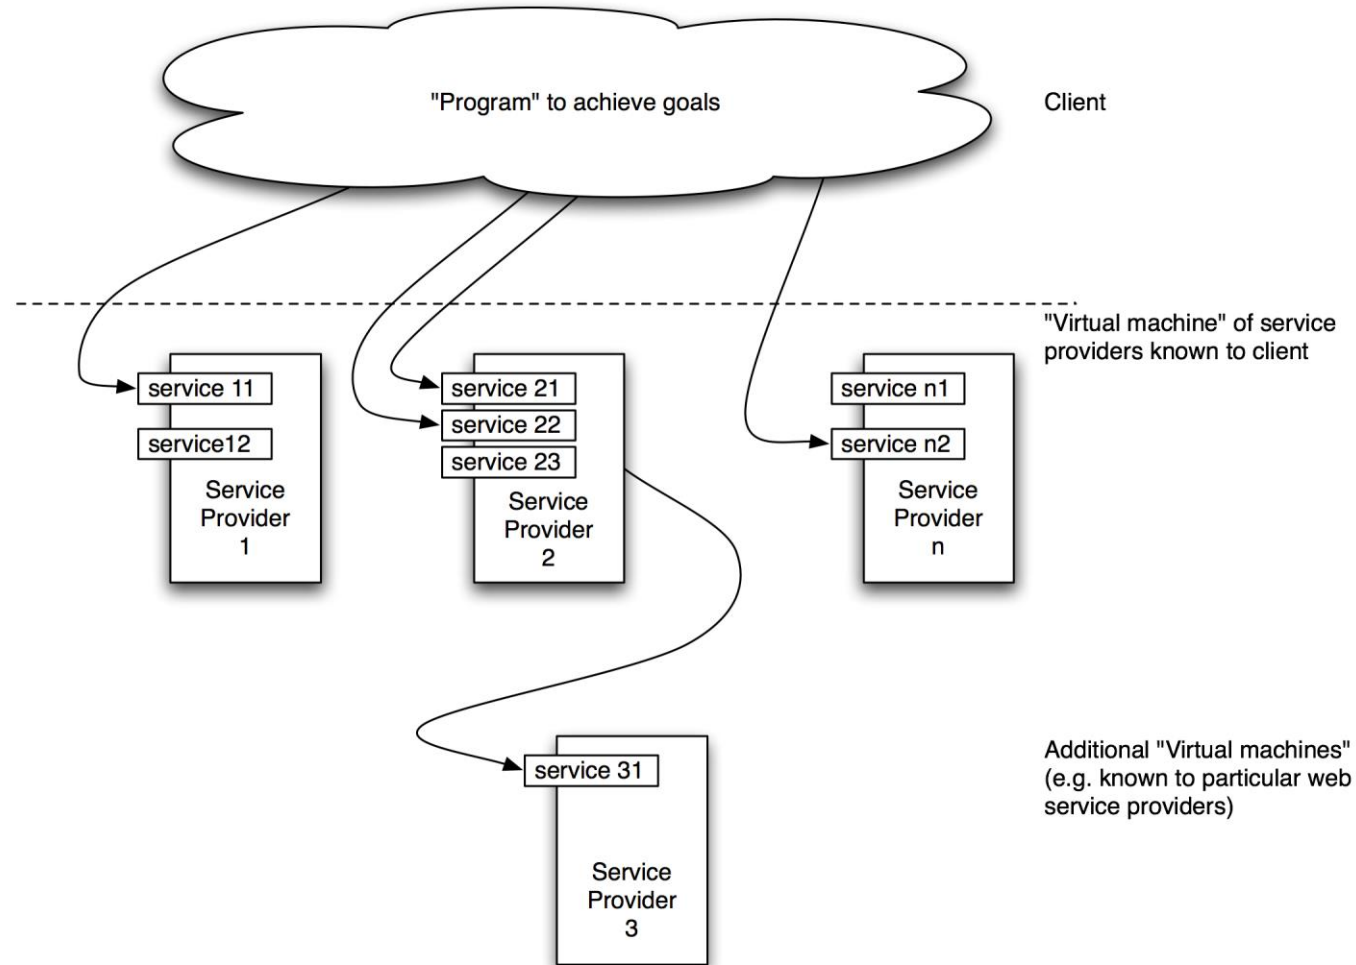 "Program" to achieve goals
Client
"Virtual machine" of service
providers known to client
service 11
service12
Service
Provider
1
service 21
service 22
service 23
Service
Provider
2
service n1
service n2
Service
Provider
n
Additional "Virtual machines"
(e.g. known to particular web
service providers)
service 31
Service
Provider
3